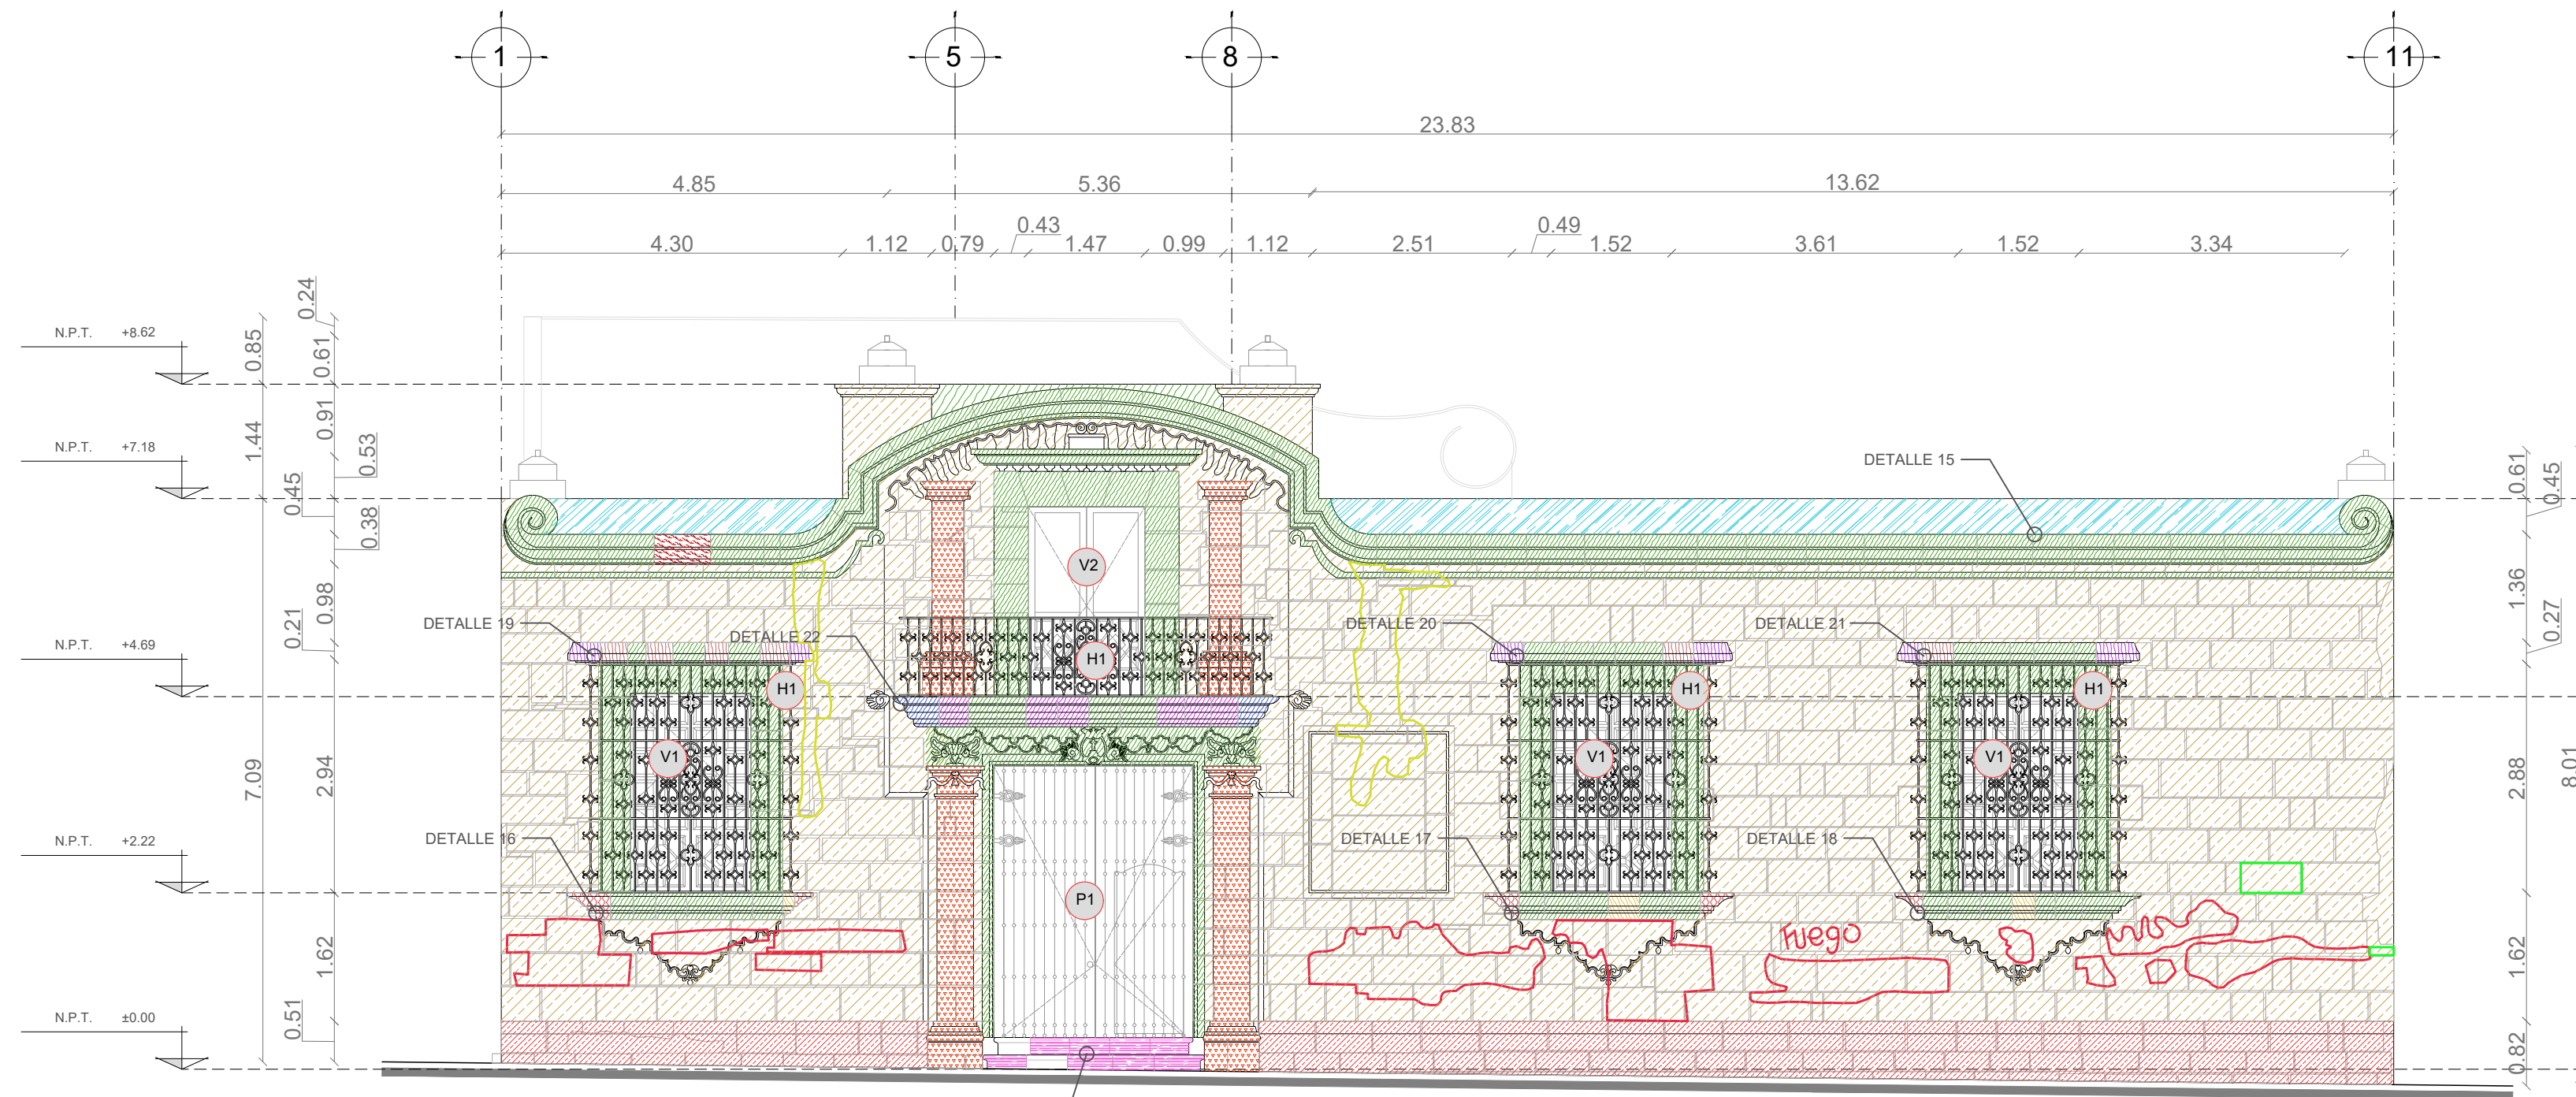 1 5 8 11
23.83
4.85 5.36 13.62
0.43 0.49
4.30 1.12 0.79 1.47 0.99 1.12 2.51 1.52 3.61 1.52 3.34
N.P.T. +8.62
N.P.T. +7.18
N.P.T. +4.69
N.P.T. +2.22
N.P.T. ±0.00
0.85
1.44
7.09
0.24
0.61
0.91
0.53
0.45
0.38
0.98
0.21
2.94
1.62
0.51
DETALLE 15
DETALLE 19
DETALLE 22
DETALLE 20
DETALLE 21
DETALLE 16
DETALLE 17
DETALLE 18
V2
H1
H1
H1
H1
V1
V1
V1
P1
Fuego
0.61
0.45
1.36
0.27
2.88
8.01
1.62
0.82